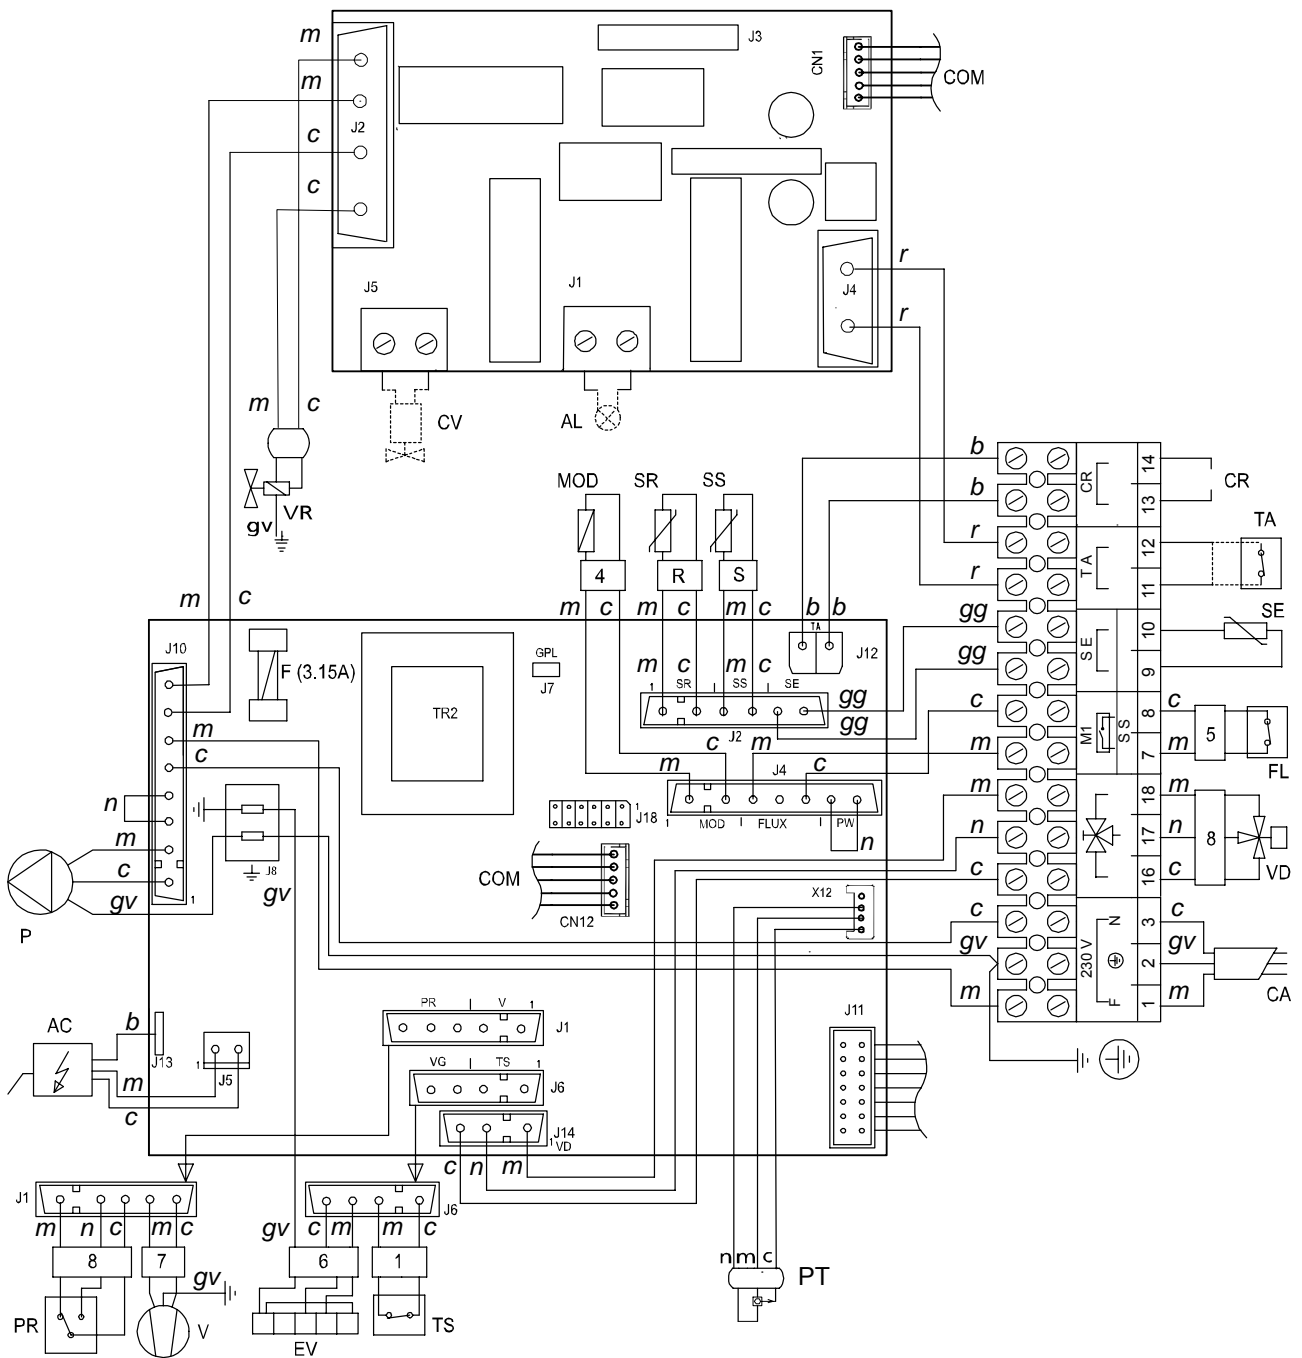 m
J3
CN1
COM
m
J2
c
c
r
J4
r
J5
J1
m
c
CV
AL
VR
gv
MOD
SR
SS
4
R
S
m
c
m
c
m
c
b
b
b
14
CR
CR
b
13
TA
r
12
TA
r
11
gg
10
SE
SE
gg
9
c
8
c
M1
SS
5
m
7
m
FL
m
18
m
n
17
n
8
VD
c
16
c
c
N
3
c
gv
230 V
2
gv
m
F
1
m
CA
m
c
J10
F (3.15A)
GPL
J7
TR2
TA
J12
m
c
m
c
1
SR
SS
SE
gg
gg
J2
c
m
c
m
J4
1
MOD
FLUX
PW
n
m
c
n
m
c
gv
P
1
J8
gv
1
J18
COM
CN12
X12
AC
b
J13
m
c
1
J5
PR
V
1
J1
VG
TS
1
J6
J14
1
VD
c
n
m
J11
J1
m
n
c
m
c
8
7
gv
PR
V
J6
gv
c
m
m
c
6
1
EV
TS
n
m
c
PT